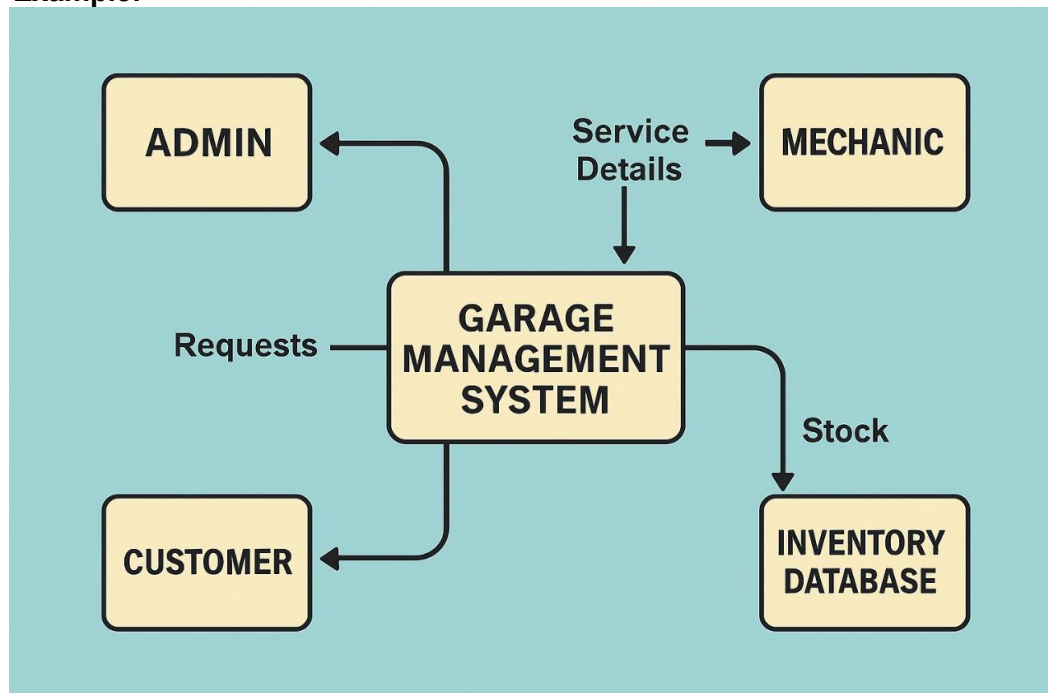 Example:
ADMIN
Service
Details
MECHANIC
GARAGE
MANAGEMENT
SYSTEM
Requests
Stock
CUSTOMER
INVENTORY
DATABASE